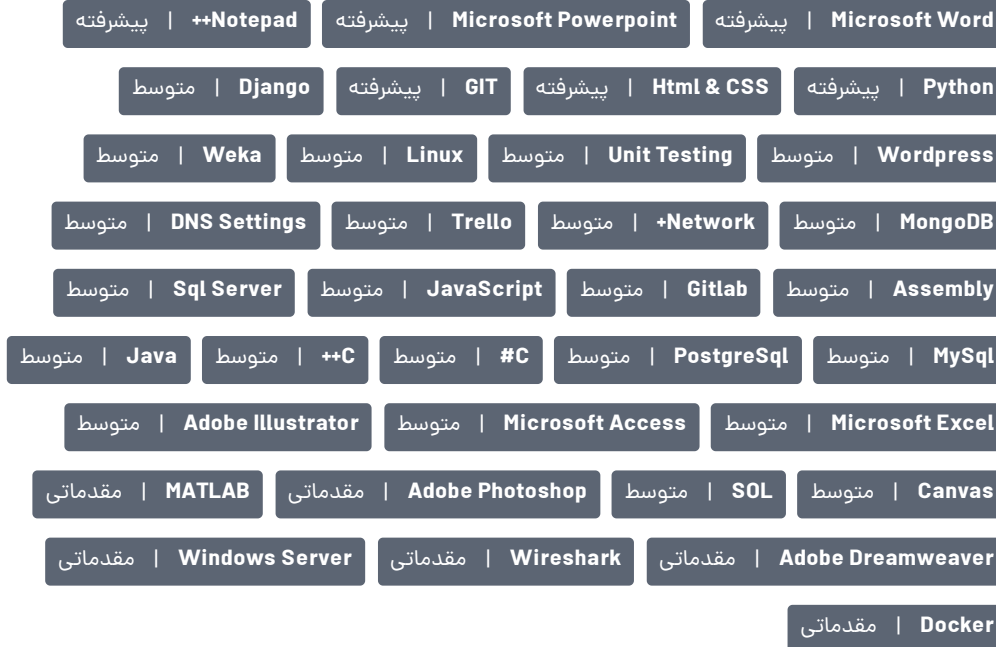 Microsoft Word | پیشرفته Microsoft Powerpoint | پیشرفته ++Notepad | پیشرفته
Python | پیشرفته Html & CSS | پیشرفته GIT | پیشرفته Django | متوسط
Wordpress | متوسط Unit Testing | متوسط Linux | متوسط Weka | متوسط
MongoDB | متوسط +Network | متوسط Trello | متوسط DNS Settings | متوسط
Assembly | متوسط Gitlab | متوسط JavaScript | متوسط Sql Server | متوسط
MySql | متوسط PostgreSql | متوسط #C | متوسط ++C | متوسط Java | متوسط
Microsoft Excel | متوسط Microsoft Access | متوسط Adobe Illustrator | متوسط
Canvas | متوسط SOL | متوسط Adobe Photoshop | مقدماتی MATLAB | مقدماتی
Adobe Dreamweaver | مقدماتی Wireshark | مقدماتی Windows Server | مقدماتی
Docker | مقدماتی